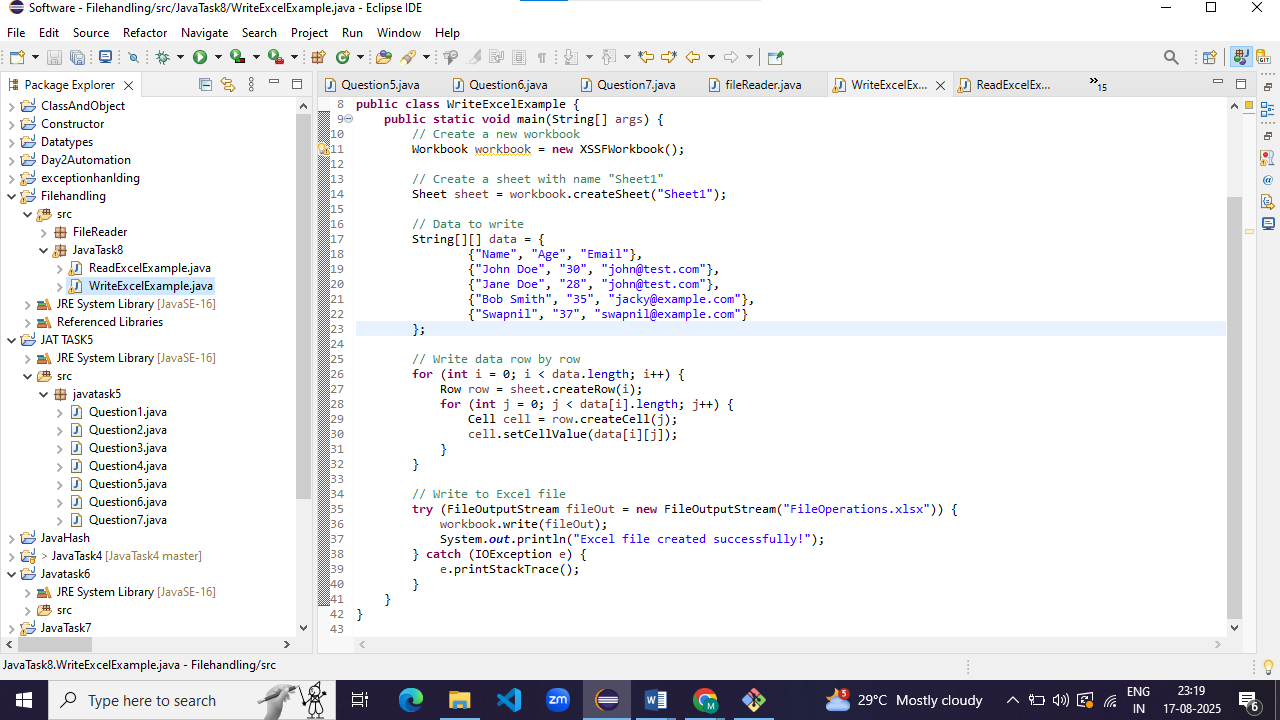 Software - Filehandling/src/JavaTask8/WriteExcelExample.java - Eclipse IDE
File Edit Source Refactor Navigate Search Project Run Window Help
Package Explorer
Question5.java Question6.java Question7.java fileReader.java WriteExcelEx... ReadExcelEx... »15
ClassAndObject
Constructor
Datatypes
Day2Automation
exceptionhanlding
Filehandling
src
FileReader
JavaTask8
ReadExcelExample.java
WriteExcelExample.java
JRE System Library [JavaSE-16]
Referenced Libraries
JAT TASK5
JRE System Library [JavaSE-16]
src
javatask5
Question1.java
Question2.java
Question3.java
Question4.java
Question5.java
Question6.java
Question7.java
JavaHash
> JavaTask4 [JavaTask4 master]
Javatask6
JRE System Library [JavaSE-16]
src
JavaTask7
8 public class WriteExcelExample {
9     public static void main(String[] args) {
10         // Create a new workbook
11         Workbook workbook = new XSSFWorkbook();
12
13         // Create a sheet with name "Sheet1"
14         Sheet sheet = workbook.createSheet("Sheet1");
15
16         // Data to write
17         String[][] data = {
18                 {"Name", "Age", "Email"},
19                 {"John Doe", "30", "john@test.com"},
20                 {"Jane Doe", "28", "john@test.com"},
21                 {"Bob Smith", "35", "jacky@example.com"},
22                 {"Swapnil", "37", "swapnil@example.com"}
23         };
24
25         // Write data row by row
26         for (int i = 0; i < data.length; i++) {
27             Row row = sheet.createRow(i);
28             for (int j = 0; j < data[i].length; j++) {
29                 Cell cell = row.createCell(j);
30                 cell.setCellValue(data[i][j]);
31             }
32         }
33
34         // Write to Excel file
35         try (FileOutputStream fileOut = new FileOutputStream("FileOperations.xlsx")) {
36             workbook.write(fileOut);
37             System.out.println("Excel file created successfully!");
38         } catch (IOException e) {
39             e.printStackTrace();
40         }
41     }
42 }
43
JavaTask8.WriteExcelExample.java - Filehandling/src
Type here to search
5
29°C Mostly cloudy
ENG
IN
23:19
17-08-2025
6